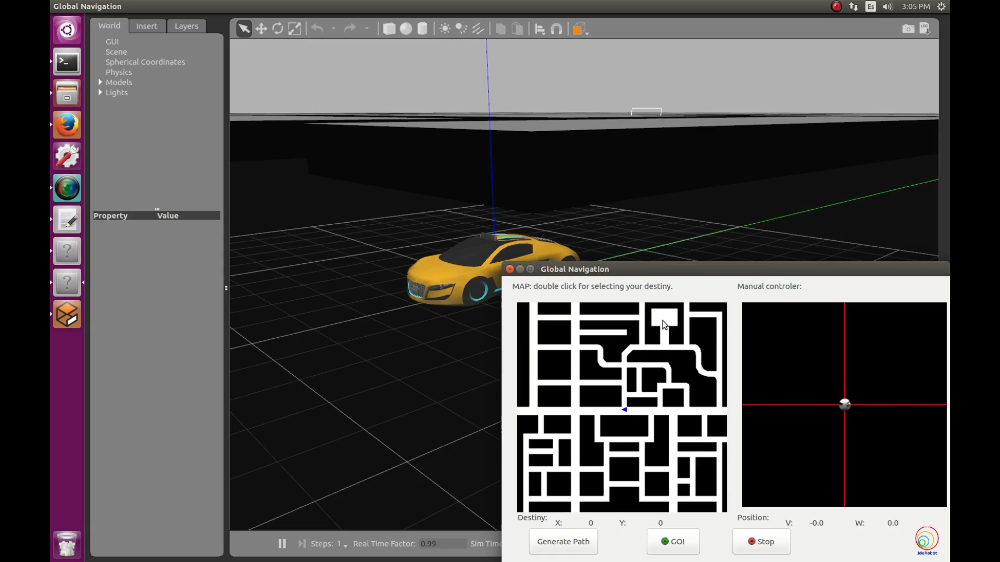 Global Navigation
Es
3:05 PM
World
Insert
Layers
LOG
GUI
Scene
Spherical Coordinates
Physics
Models
Lights
Property
Value
Global Navigation
MAP: double click for selecting your destiny.
Manual controler:
Destiny:
X:
0
Y:
0
Position:
V:
-0.0
W:
0.0
Generate Path
GO!
Stop
JdeRobot
Steps: 1
Real Time Factor:
0.99
Sim Time